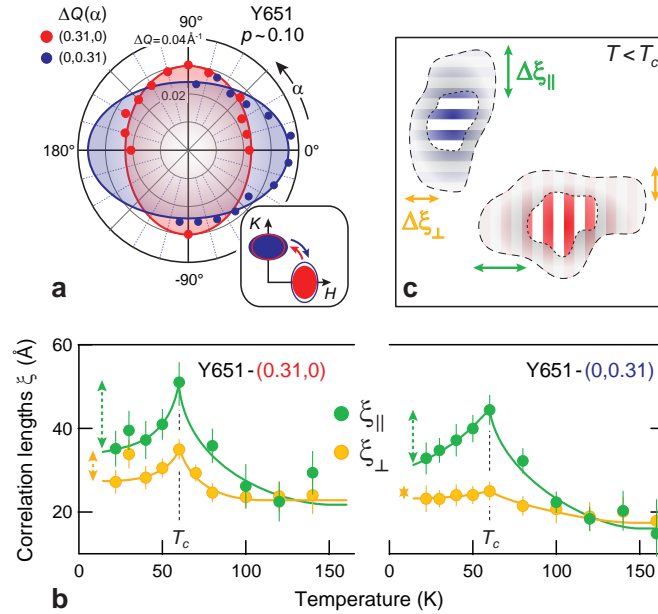 ΔQ(α)
(0.31,0)
(0,0.31)
90°
ΔQ=0.04Å⁻¹
Y651
p~0.10
α
0.02
180°
0°
-90°
K
H
a
T<Tc
Δξ∥
Δξ⊥
c
Correlation lengths ξ (Å)
60
40
20
Y651-(0.31,0)
Tc
0 50 100 150
ξ∥
ξ⊥
Y651-(0,0.31)
Tc
0 50 100 150
b
Temperature (K)